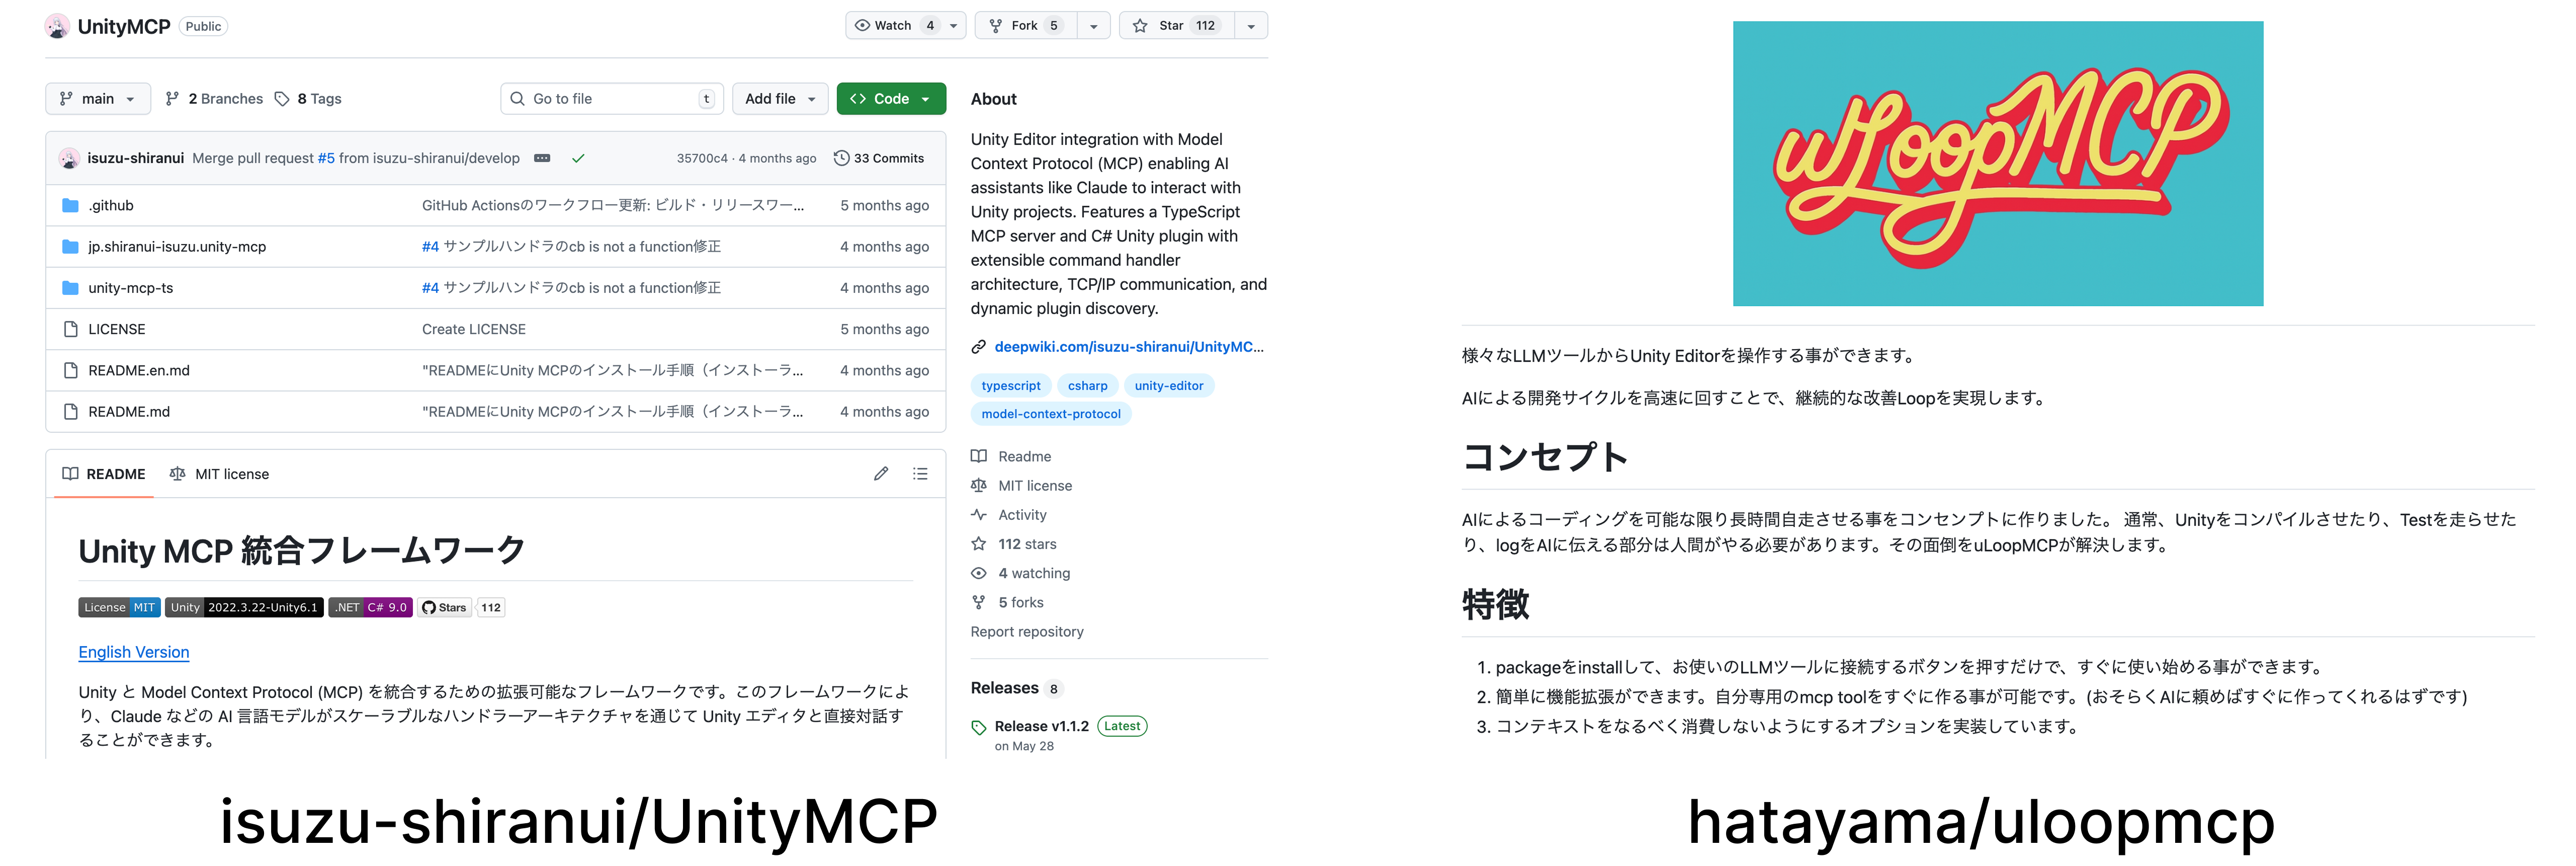 UnityMCP Public
Watch 4
Fork 5
Star 112
main
2 Branches
8 Tags
Go to file
t
Add file
Code
isuzu-shiranui Merge pull request #5 from isuzu-shiranui/develop
35700c4 · 4 months ago
33 Commits
.github GitHub Actionsのワークフロー更新: ビルド・リリースワー... 5 months ago
jp.shiranui-isuzu.unity-mcp #4 サンプルハンドラのcb is not a function修正 4 months ago
unity-mcp-ts #4 サンプルハンドラのcb is not a function修正 4 months ago
LICENSE Create LICENSE 5 months ago
README.en.md "READMEにUnity MCPのインストール手順（インストーラ... 4 months ago
README.md "READMEにUnity MCPのインストール手順（インストーラ... 4 months ago
README MIT license
Unity MCP 統合フレームワーク
License MIT Unity 2022.3.22-Unity6.1 .NET C# 9.0 Stars 112
English Version
Unity と Model Context Protocol (MCP) を統合するための拡張可能なフレームワークです。このフレームワークによ
り、Claude などの AI 言語モデルがスケーラブルなハンドラーアーキテクチャを通じて Unity エディタと直接対話す
ることができます。
About
Unity Editor integration with Model
Context Protocol (MCP) enabling AI
assistants like Claude to interact with
Unity projects. Features a TypeScript
MCP server and C# Unity plugin with
extensible command handler
architecture, TCP/IP communication, and
dynamic plugin discovery.
deepwiki.com/isuzu-shiranui/UnityMC...
typescript csharp unity-editor
model-context-protocol
Readme
MIT license
Activity
112 stars
4 watching
5 forks
Report repository
Releases 8
Release v1.1.2 Latest
on May 28
isuzu-shiranui/UnityMCP
uLoopMCP
様々なLLMツールからUnity Editorを操作する事ができます。
AIによる開発サイクルを高速に回すことで、継続的な改善Loopを実現します。
コンセプト
AIによるコーディングを可能な限り長時間自走させる事をコンセンプトに作りました。 通常、Unityをコンパイルさせたり、Testを走らせた
り、logをAIに伝える部分は人間がやる必要があります。その面倒をuLoopMCPが解決します。
特徴
1. packageをinstallして、お使いのLLMツールに接続するボタンを押すだけで、すぐに使い始める事ができます。
2. 簡単に機能拡張ができます。自分専用のmcp toolをすぐに作る事が可能です。(おそらくAIに頼めばすぐに作ってくれるはずです)
3. コンテキストをなるべく消費しないようにするオプションを実装しています。
hatayama/uloopmcp